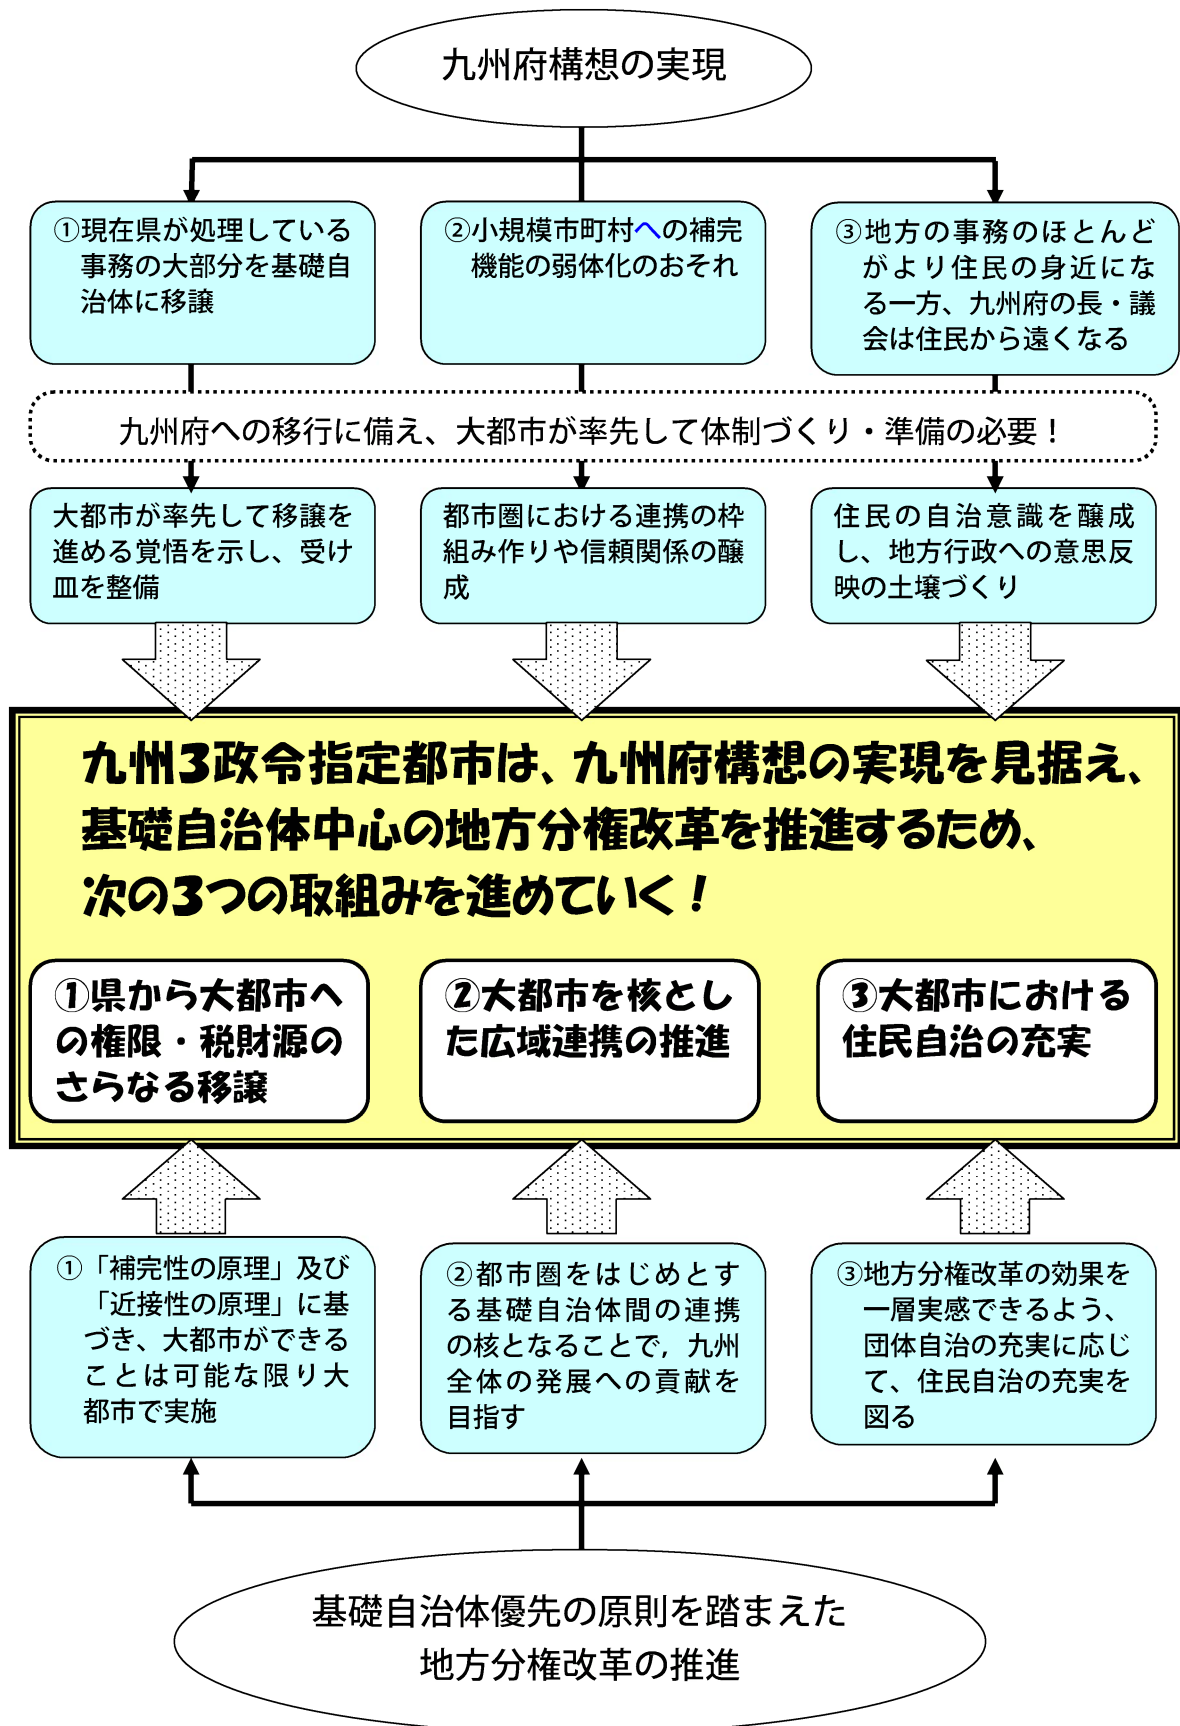 九州府構想の実現
①現在県が処理している
事務の大部分を基礎自
治体に移譲
②小規模市町村への補完
機能の弱体化のおそれ
③地方の事務のほとんど
がより住民の身近にな
る一方、九州府の長・議
会は住民から遠くなる
九州府への移行に備え、大都市が率先して体制づくり・準備の必要！
大都市が率先して移譲を
進める覚悟を示し、受け
皿を整備
都市圏における連携の枠
組み作りや信頼関係の醸
成
住民の自治意識を醸成
し、地方行政への意思反
映の土壌づくり
九州３政令指定都市は、九州府構想の実現を見据え、
基礎自治体中心の地方分権改革を推進するため、
次の３つの取組みを進めていく！
①県から大都市へ
の権限・税財源の
さらなる移譲
②大都市を核とし
た広域連携の推進
③大都市における
住民自治の充実
①「補完性の原理」及び
「近接性の原理」に基
づき、大都市ができる
ことは可能な限り大
都市で実施
②都市圏をはじめとす
る基礎自治体間の連携
の核となることで，九州
全体の発展への貢献を
目指す
③地方分権改革の効果を
一層実感できるよう、
団体自治の充実に応じ
て、住民自治の充実を
図る
基礎自治体優先の原則を踏まえた
地方分権改革の推進